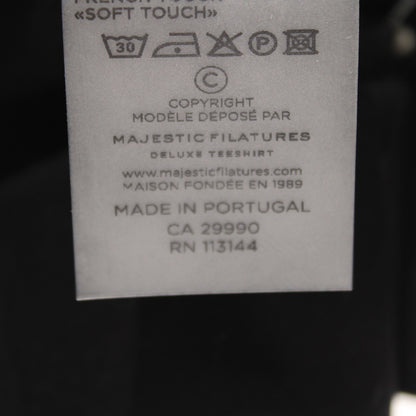 «SOFT TOUCH»
30
P
©
COPYRIGHT
MODÈLE DÉPOSÉ PAR
MAJESTIC FILATURES
DELUXE TEESHIRT
www.majesticfilatures.com
MAISON FONDÉE EN 1989
MADE IN PORTUGAL
CA 29990
RN 113144